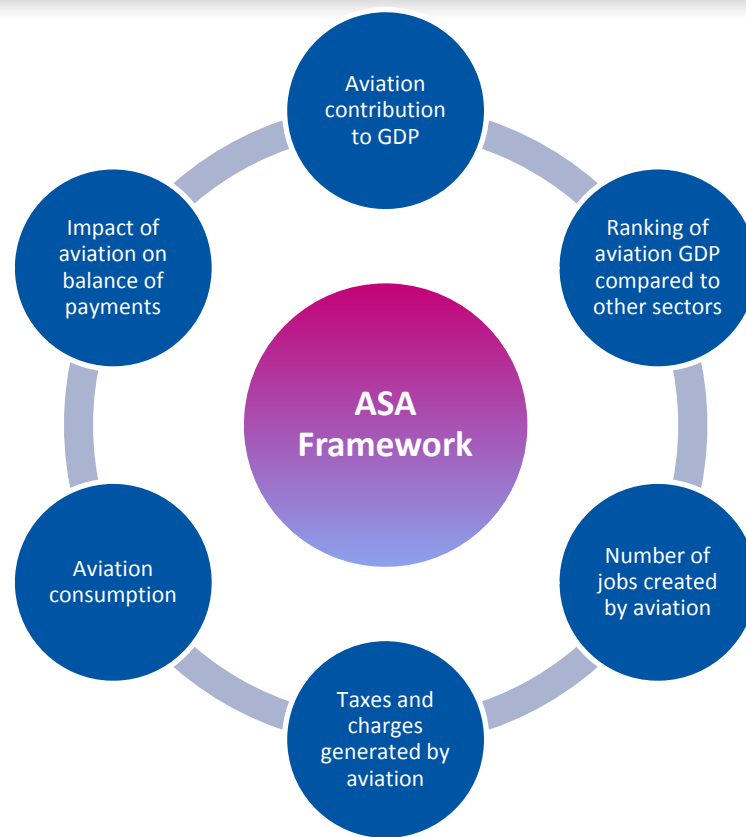 Aviation
contribution
to GDP
Ranking of
aviation GDP
compared to
other sectors
Number of
jobs created
by aviation
Taxes and
charges
generated by
aviation
Aviation
consumption
Impact of
aviation on
balance of
payments
ASA
Framework